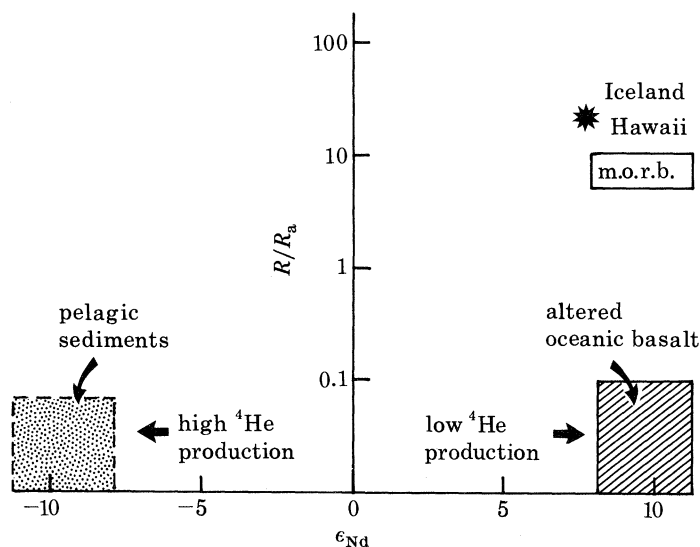 100
Iceland
Hawaii
10
m.o.r.b.
R/Rₐ
1
pelagic
sediments
altered
oceanic basalt
0.1
high ⁴He
production
low ⁴He
production
−10
−5
0
5
10
ϵNd